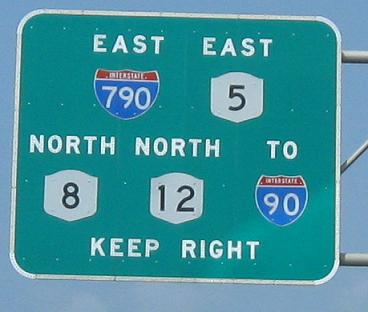 EAST EAST
INTERSTATE
790 5
NORTH NORTH TO
INTERSTATE
8 12 90
KEEP RIGHT